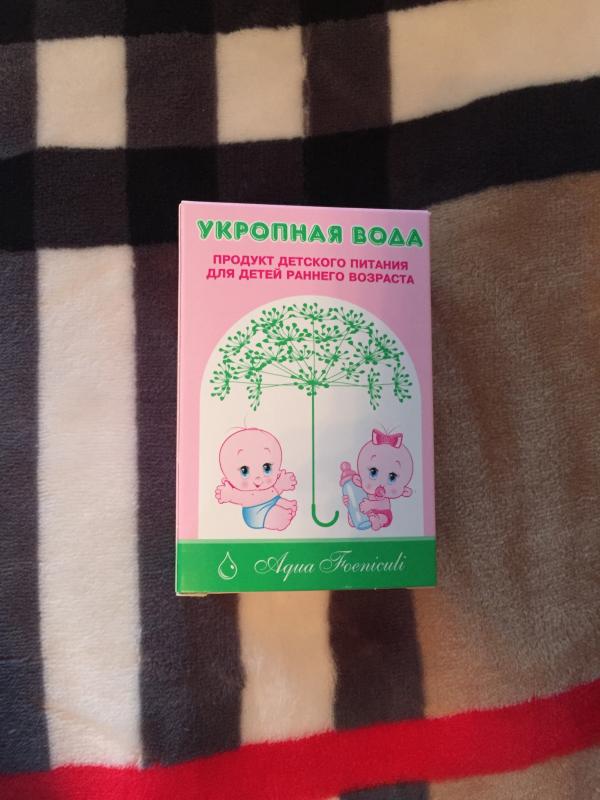 УКРОПНАЯ ВОДА
ПРОДУКТ ДЕТСКОГО ПИТАНИЯ
ДЛЯ ДЕТЕЙ РАННЕГО ВОЗРАСТА
Aqua Foeniculi